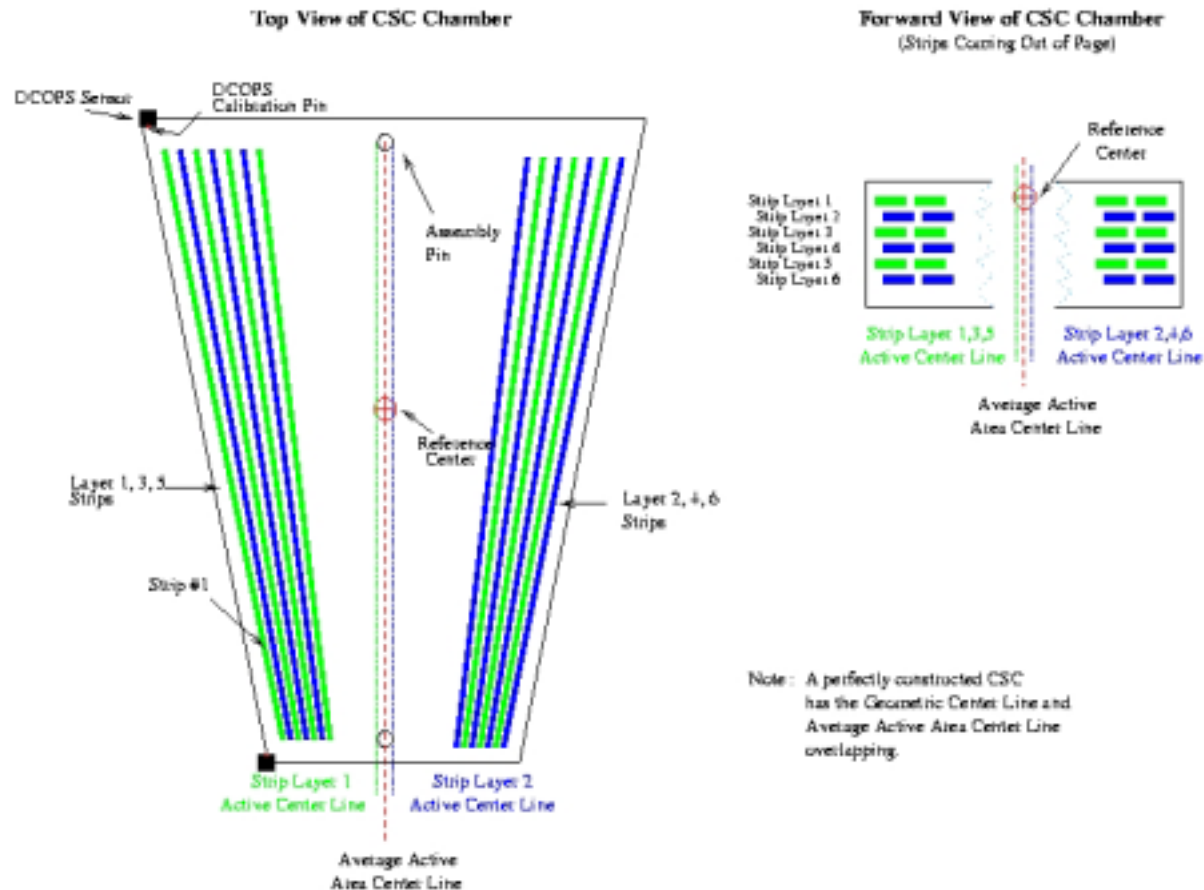 Top View of CSC Chamber
DCOPS Sensor
DCOPS
Calibration Pin
Assembly
Pin
Reference
Center
Layer 1, 3, 5
Strips
Layer 2, 4, 6
Strips
Strip #1
Strip Layer 1
Active Center Line
Strip Layer 2
Active Center Line
Average Active
Area Center Line
Forward View of CSC Chamber
(Strips Coming Out of Page)
Reference
Center
Strip Layer 1
Strip Layer 2
Strip Layer 3
Strip Layer 6
Strip Layer 5
Strip Layer 6
Strip Layer 1,3,5
Active Center Line
Strip Layer 2,4,6
Active Center Line
Average Active
Area Center Line
Note : A perfectly constructed CSC
has the Geometric Center Line and
Average Active Area Center Line
overlapping.